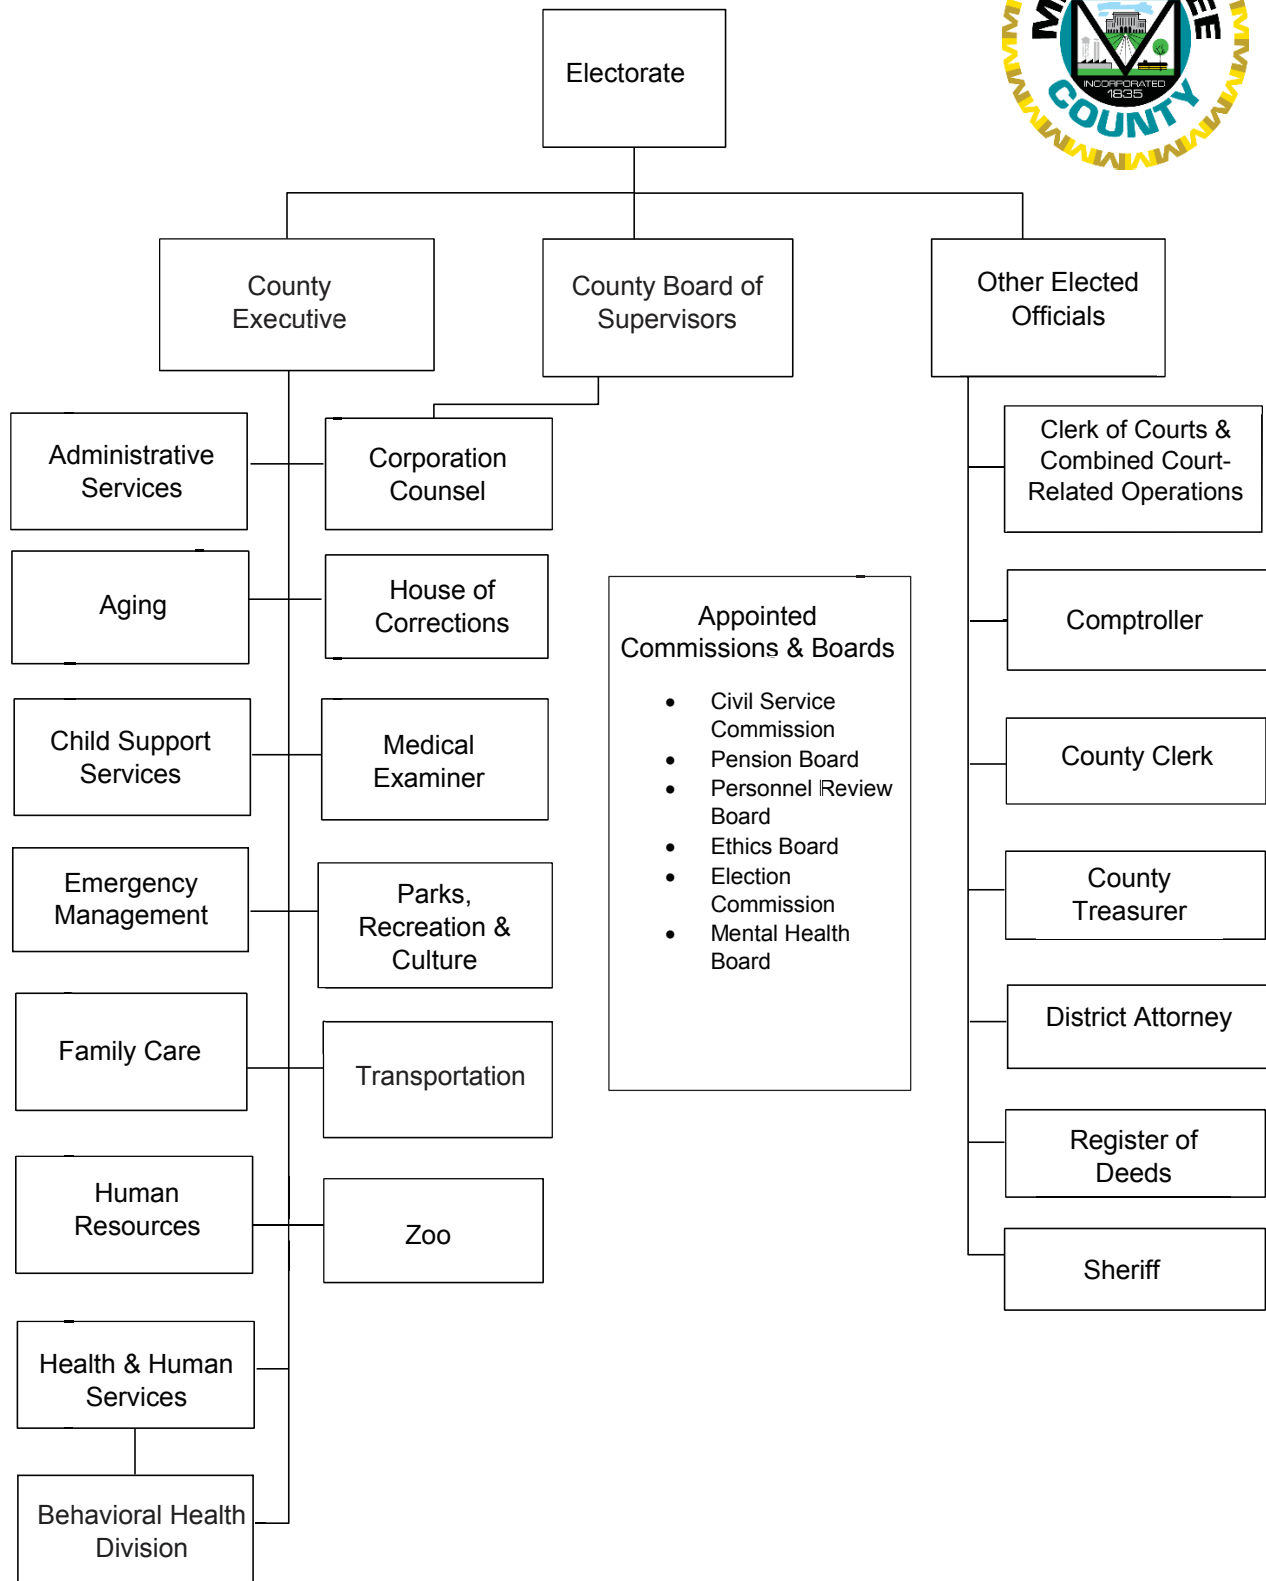 Electorate
INCORPORATED
1835
COUNTY
County
Executive
County Board of
Supervisors
Other Elected
Officials
Administrative
Services
Corporation
Counsel
Clerk of Courts &
Combined Court-
Related Operations
Aging
House of
Corrections
Appointed
Commissions & Boards
• Civil Service
Commission
• Pension Board
• Personnel Review
Board
• Ethics Board
• Election
Commission
• Mental Health
Board
Comptroller
Child Support
Services
Medical
Examiner
County Clerk
Emergency
Management
Parks,
Recreation &
Culture
County
Treasurer
Family Care
Transportation
District Attorney
Human
Resources
Zoo
Register of
Deeds
Sheriff
Health & Human
Services
Behavioral Health
Division